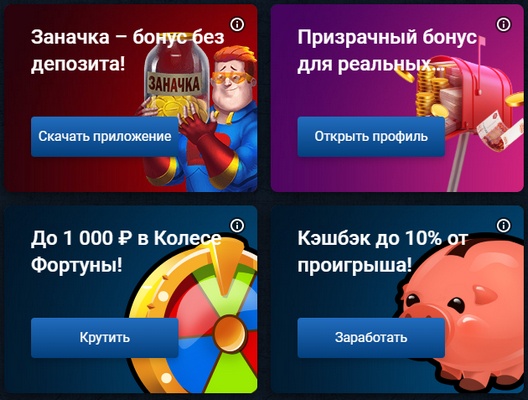 Заначка – бонус без
депозита!
ЗАНАЧКА
Скачать приложение
Призрачный бонус
для реальных...
Открыть профиль
До 1 000 ₽ в Колесе
Фортуны!
Крутить
Кэшбэк до 10% от
проигрыша!
Заработать